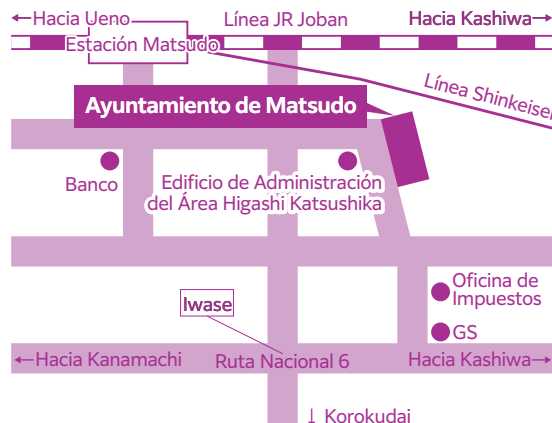 ←Hacia Ueno
Línea JR Joban
Hacia Kashiwa→
Estación Matsudo
Línea Shinkeisei
Ayuntamiento de Matsudo
Banco
Edificio de Administración
del Área Higashi Katsushika
Oficina de
Impuestos
Iwase
GS
←Hacia Kanamachi
Ruta Nacional 6
Hacia Kashiwa→
↓ Korokudai